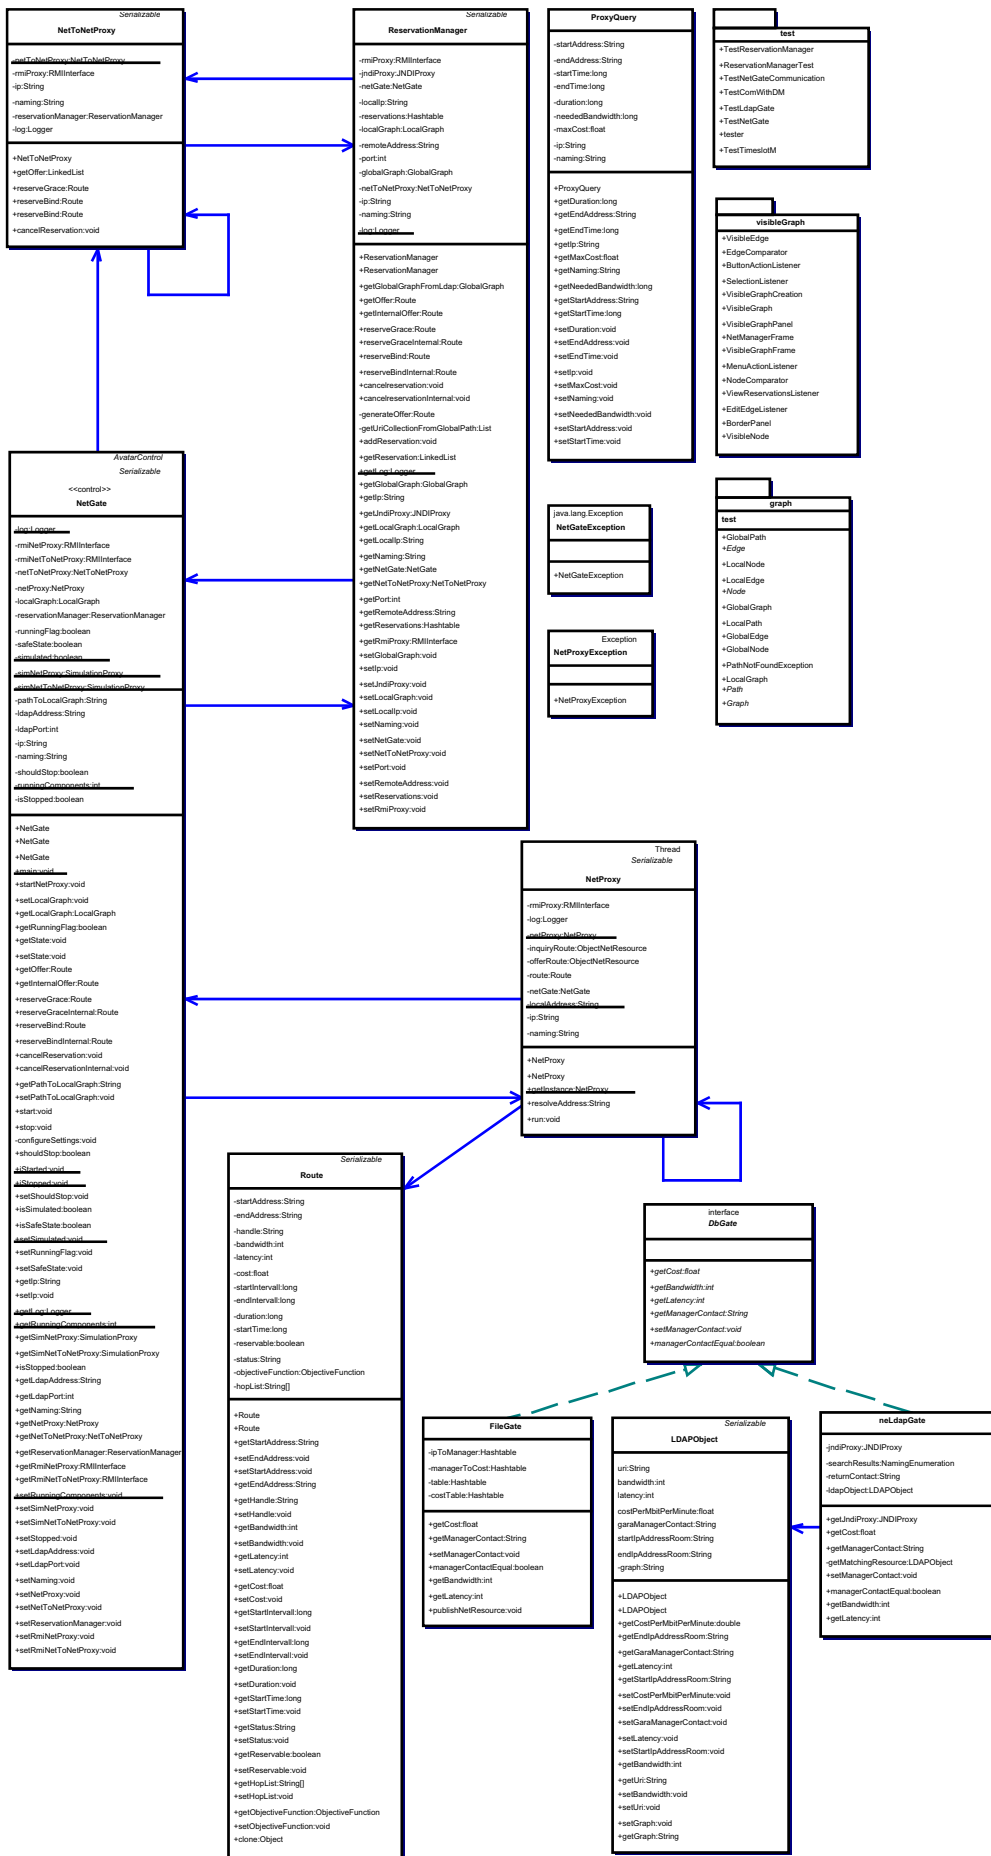 Serializable
NetToNetProxy
-netToNetProxy:NetToNetProxy
-rmiProxy:RMIInterface
-ip:String
-naming:String
-reservationManager:ReservationManager
-log:Logger
+NetToNetProxy
+getOffer:LinkedList
+reserveGrace:Route
+reserveBind:Route
+reserveBind:Route
+cancelReservation:void
Serializable
ReservationManager
-rmiProxy:RMIInterface
-jndiProxy:JNDIProxy
-netGate:NetGate
-localIp:String
-reservations:Hashtable
-localGraph:LocalGraph
-remoteAddress:String
-port:int
-globalGraph:GlobalGraph
-netToNetProxy:NetToNetProxy
-ip:String
-naming:String
-log:Logger
+ReservationManager
+ReservationManager
+getGlobalGraphFromLdap:GlobalGraph
+getOffer:Route
+getInternalOffer:Route
+reserveGrace:Route
+reserveGraceInternal:Route
+reserveBind:Route
+reserveBindInternal:Route
+cancelreservation:void
+cancelreservationInternal:void
-generateOffer:Route
-getUriCollectionFromGlobalPath:List
+addReservation:void
+getReservation:LinkedList
+getLog:Logger
+getGlobalGraph:GlobalGraph
+getIp:String
+getJndiProxy:JNDIProxy
+getLocalGraph:LocalGraph
+getLocalIp:String
+getNaming:String
+getNetGate:NetGate
+getNetToNetProxy:NetToNetProxy
+getPort:int
+getRemoteAddress:String
+getReservations:Hashtable
+getRmiProxy:RMIInterface
+setGlobalGraph:void
+setIp:void
+setJndiProxy:void
+setLocalGraph:void
+setLocalIp:void
+setNaming:void
+setNetGate:void
+setNetToNetProxy:void
+setPort:void
+setRemoteAddress:void
+setReservations:void
+setRmiProxy:void
ProxyQuery
-startAddress:String
-endAddress:String
-startTime:long
-endTime:long
-duration:long
-neededBandwidth:long
-maxCost:float
-ip:String
-naming:String
+ProxyQuery
+getDuration:long
+getEndAddress:String
+getEndTime:long
+getIp:String
+getMaxCost:float
+getNaming:String
+getNeededBandwidth:long
+getStartAddress:String
+getStartTime:long
+setDuration:void
+setEndAddress:void
+setEndTime:void
+setIp:void
+setMaxCost:void
+setNaming:void
+setNeededBandwidth:void
+setStartAddress:void
+setStartTime:void
test
+TestReservationManager
+ReservationManagerTest
+TestNetGateCommunication
+TestComWithDM
+TestLdapGate
+TestNetGate
+tester
+TestTimeslotM
visibleGraph
+VisibleEdge
+EdgeComparator
+ButtonActionListener
+SelectionListener
+VisibleGraphCreation
+VisibleGraph
+VisibleGraphPanel
+NetManagerFrame
+VisibleGraphFrame
+MenuActionListener
+NodeComparator
+ViewReservationsListener
+EditEdgeListener
+BorderPanel
+VisibleNode
graph
test
+GlobalPath
+Edge
+LocalNode
+LocalEdge
+Node
+GlobalGraph
+LocalPath
+GlobalEdge
+GlobalNode
+PathNotFoundException
+LocalGraph
+Path
+Graph
java.lang.Exception
NetGateException
+NetGateException
Exception
NetProxyException
+NetProxyException
AvatarControl
Serializable
<<control>>
NetGate
-log:Logger
-rmiNetProxy:RMIInterface
-rmiNetToNetProxy:RMIInterface
-netToNetProxy:NetToNetProxy
-netProxy:NetProxy
-localGraph:LocalGraph
-reservationManager:ReservationManager
-runningFlag:boolean
-safeState:boolean
-simulated:boolean
-simNetProxy:SimulationProxy
-simNetToNetProxy:SimulationProxy
-pathToLocalGraph:String
-ldapAddress:String
-ldapPort:int
-ip:String
-naming:String
-shouldStop:boolean
-runningComponents:int
-isStopped:boolean
+NetGate
+NetGate
+NetGate
+main:void
+startNetProxy:void
+setLocalGraph:void
+getLocalGraph:LocalGraph
+getRunningFlag:boolean
+getState:void
+setState:void
+getOffer:Route
+getInternalOffer:Route
+reserveGrace:Route
+reserveGraceInternal:Route
+reserveBind:Route
+reserveBindInternal:Route
+cancelReservation:void
+cancelReservationInternal:void
+getPathToLocalGraph:String
+setPathToLocalGraph:void
+start:void
+stop:void
-configureSettings:void
+shouldStop:boolean
+iStarted:void
+iStopped:void
+setShouldStop:void
+isSimulated:boolean
+isSafeState:boolean
+setSimulated:void
+setRunningFlag:void
+setSafeState:void
+getIp:String
+setIp:void
+getLog:Logger
+getRunningComponents:int
+getSimNetProxy:SimulationProxy
+getSimNetToNetProxy:SimulationProxy
+isStopped:boolean
+getLdapAddress:String
+getLdapPort:int
+getNaming:String
+getNetProxy:NetProxy
+getNetToNetProxy:NetToNetProxy
+getReservationManager:ReservationManager
+getRmiNetProxy:RMIInterface
+getRmiNetToNetProxy:RMIInterface
+setRunningComponents:void
+setSimNetProxy:void
+setSimNetToNetProxy:void
+setStopped:void
+setLdapAddress:void
+setLdapPort:void
+setNaming:void
+setNetProxy:void
+setNetToNetProxy:void
+setReservationManager:void
+setRmiNetProxy:void
+setRmiNetToNetProxy:void
Thread
Serializable
NetProxy
-rmiProxy:RMIInterface
-log:Logger
-netProxy:NetProxy
-inquiryRoute:ObjectNetResource
-offerRoute:ObjectNetResource
-route:Route
-netGate:NetGate
-localAddress:String
-ip:String
-naming:String
+NetProxy
+NetProxy
+getInstance:NetProxy
+resolveAddress:String
+run:void
Serializable
Route
-startAddress:String
-endAddress:String
-handle:String
-bandwidth:int
-latency:int
-cost:float
-startIntervall:long
-endIntervall:long
-duration:long
-startTime:long
-reservable:boolean
-status:String
-objectiveFunction:ObjectiveFunction
-hopList:String[]
+Route
+Route
+getStartAddress:String
+setEndAddress:void
+setStartAddress:void
+getEndAddress:String
+getHandle:String
+setHandle:void
+getBandwidth:int
+setBandwidth:void
+getLatency:int
+setLatency:void
+getCost:float
+setCost:void
+getStartIntervall:long
+setStartIntervall:void
+getEndIntervall:long
+setEndIntervall:void
+getDuration:long
+setDuration:void
+getStartTime:long
+setStartTime:void
+getStatus:String
+setStatus:void
+getReservable:boolean
+setReservable:void
+getHopList:String[]
+setHopList:void
+getObjectiveFunction:ObjectiveFunction
+setObjectiveFunction:void
+clone:Object
interface
DbGate
+getCost:float
+getBandwidth:int
+getLatency:int
+getManagerContact:String
+setManagerContact:void
+managerContactEqual:boolean
FileGate
-ipToManager:Hashtable
-managerToCost:Hashtable
-table:Hashtable
-costTable:Hashtable
+getCost:float
+getManagerContact:String
+setManagerContact:void
+managerContactEqual:boolean
+getBandwidth:int
+getLatency:int
+publishNetResource:void
Serializable
LDAPObject
uri:String
bandwidth:int
latency:int
costPerMbitPerMinute:float
garaManagerContact:String
startIpAddressRoom:String
endIpAddressRoom:String
-graph:String
+LDAPObject
+LDAPObject
+getCostPerMbitPerMinute:double
+getEndIpAddressRoom:String
+getGaraManagerContact:String
+getLatency:int
+getStartIpAddressRoom:String
+setCostPerMbitPerMinute:void
+setEndIpAddressRoom:void
+setGaraManagerContact:void
+setLatency:void
+setStartIpAddressRoom:void
+getBandwidth:int
+getUri:String
+setBandwidth:void
+setUri:void
+setGraph:void
+getGraph:String
neLdapGate
-jndiProxy:JNDIProxy
-searchResults:NamingEnumeration
-returnContact:String
-ldapObject:LDAPObject
+getJndiProxy:JNDIProxy
+getCost:float
+getManagerContact:String
-getMatchingResource:LDAPObject
+setManagerContact:void
+managerContactEqual:boolean
+getBandwidth:int
+getLatency:int